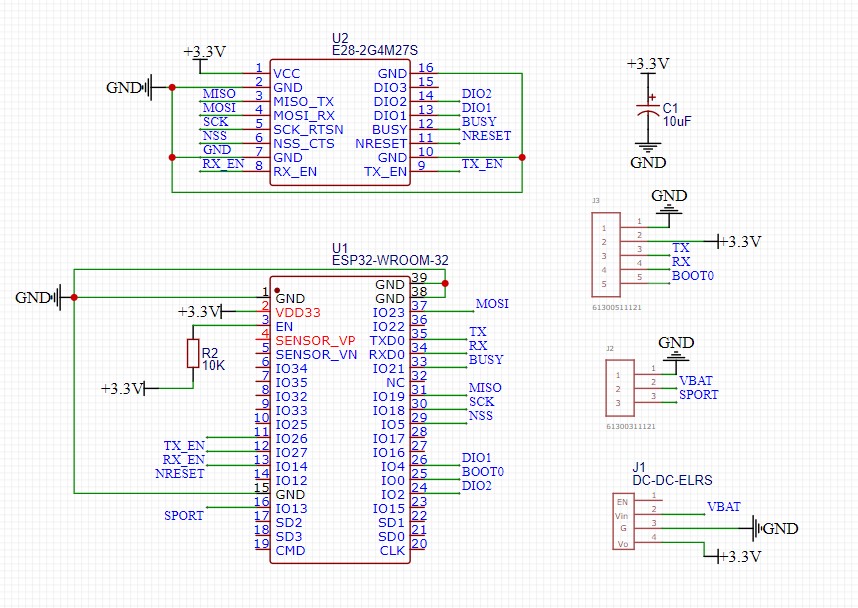 U2
E28-2G4M27S
+3.3V
GND
1 VCC GND 16
2 GND DIO3 15
MISO 3 MISO_TX DIO2 14 DIO2
MOSI 4 MOSI_RX DIO1 13 DIO1
SCK 5 SCK_RTSN BUSY 12 BUSY
NSS 6 NSS_CTS NRESET 11 NRESET
GND 7 GND GND 10
RX_EN 8 RX_EN TX_EN 9 TX_EN
+3.3V
C1
10uF
GND
J3
GND
1 1
2 2 +3.3V
3 3 TX
4 4 RX
5 5 BOOT0
61300511121
U1
ESP32-WROOM-32
GND 39
GND 1 GND GND 38
+3.3V 2 VDD33 IO23 37 MOSI
3 EN IO22 36
4 SENSOR_VP TXD0 35 TX
5 SENSOR_VN RXD0 34 RX
6 IO34 IO21 33 BUSY
7 IO35 NC 32
8 IO32 IO19 31 MISO
9 IO33 IO18 30 SCK
10 IO25 IO5 29 NSS
11 IO26 IO17 28
TX_EN 12 IO27 IO16 27
RX_EN 13 IO14 IO4 26 DIO1
NRESET 14 IO12 IO0 25 BOOT0
15 GND IO2 24 DIO2
16 IO13 IO15 23
SPORT 17 SD2 SD1 22
18 SD3 SD0 21
19 CMD CLK 20
R2
10K
+3.3V
J2
GND
1 1
2 2 VBAT
3 3 SPORT
61300311121
J1
DC-DC-ELRS
EN 1
Vin 2 VBAT
G 3 GND
Vo 4
+3.3V